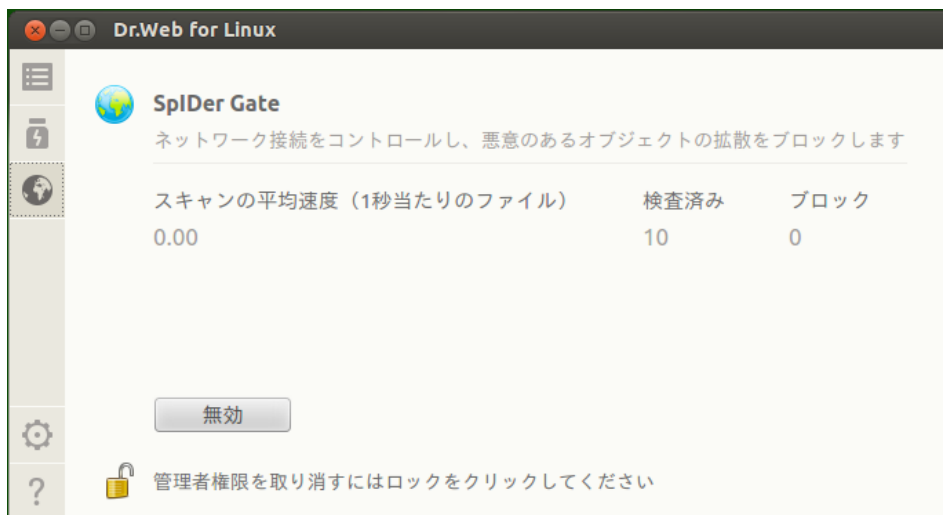 Dr.Web for Linux
SpIDer Gate
ネットワーク接続をコントロールし、悪意のあるオブジェクトの拡散をブロックします
スキャンの平均速度（1秒当たりのファイル） 検査済み ブロック
0.00 10 0
無効
管理者権限を取り消すにはロックをクリックしてください
?